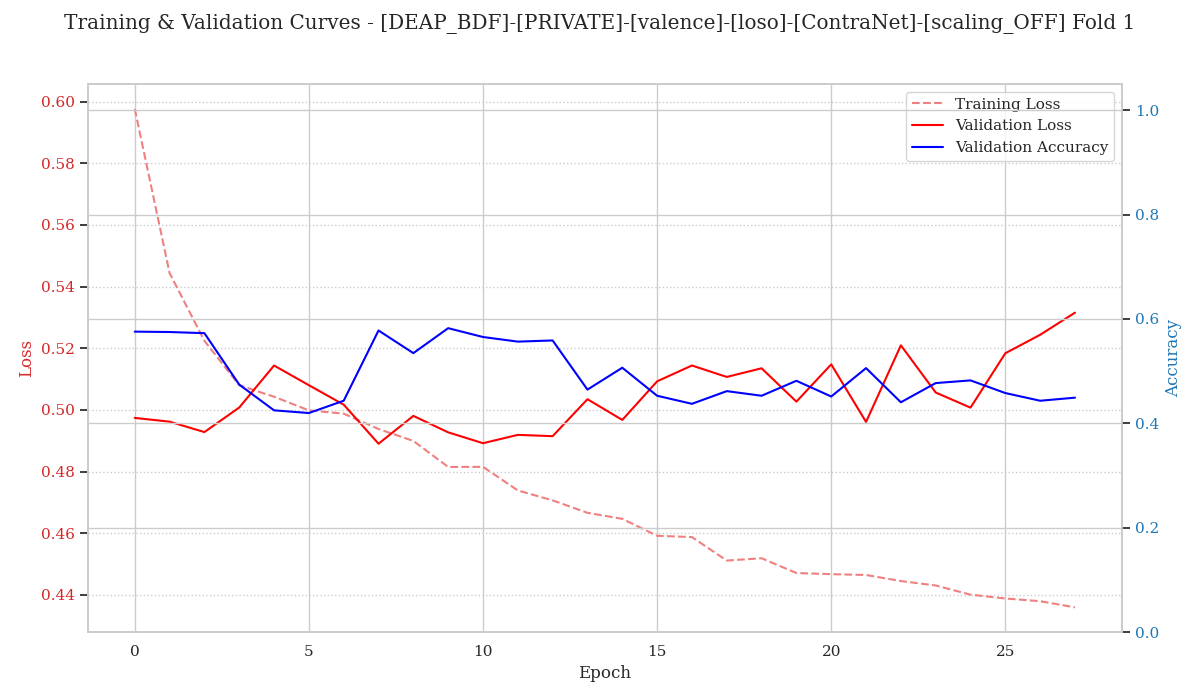 Training & Validation Curves - [DEAP_BDF]-[PRIVATE]-[valence]-[loso]-[ContraNet]-[scaling_OFF] Fold 1
Training Loss
Validation Loss
Validation Accuracy
0.60
0.58
0.56
0.54
0.52
0.50
0.48
0.46
0.44
Loss
1.0
0.8
0.6
0.4
0.2
0.0
Accuracy
0 5 10 15 20 25
Epoch